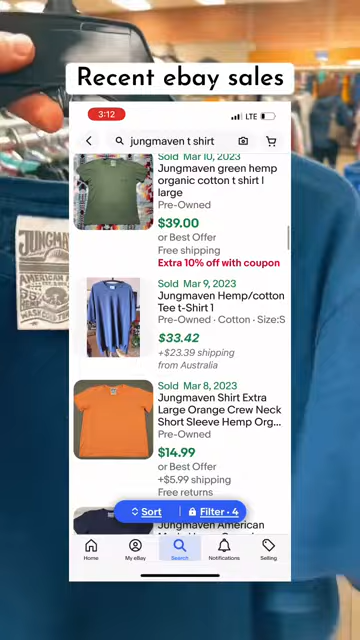 Recent ebay sales
3:12
LTE
jungmaven t shirt
Sold Mar 10, 2023
Jungmaven green hemp
organic cotton t shirt l
large
Pre-Owned
$39.00
or Best Offer
Free shipping
Extra 10% off with coupon
Sold Mar 9, 2023
Jungmaven Hemp/cotton
Tee t-Shirt 1
Pre-Owned · Cotton · Size:S
$33.42
+$23.39 shipping
from Australia
Sold Mar 8, 2023
Jungmaven Shirt Extra
Large Orange Crew Neck
Short Sleeve Hemp Org...
Pre-Owned
$14.99
or Best Offer
+$5.99 shipping
Free returns
Jungmaven American
Sort
Filter · 4
Home
My eBay
Search
Notifications
Selling
JUNGMAVEN
AMERICAN
HEMP
WASH COLD